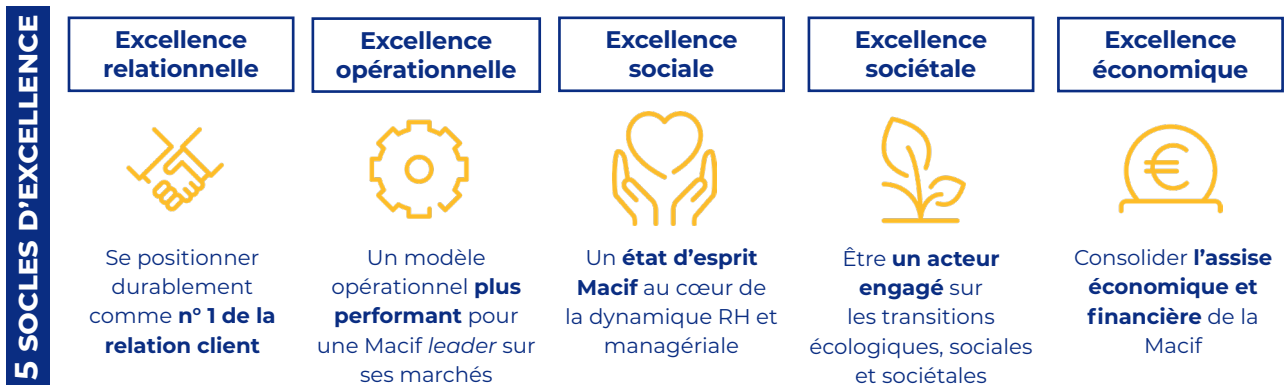 5 SOCLES D'EXCELLENCE
Excellence
relationnelle
Se positionner
durablement
comme n° 1 de la
relation client
Excellence
opérationnelle
Un modèle
opérationnel plus
performant pour
une Macif leader sur
ses marchés
Excellence
sociale
Un état d’esprit
Macif au cœur de
la dynamique RH et
managériale
Excellence
sociétale
Être un acteur
engagé sur
les transitions
écologiques, sociales
et sociétales
Excellence
économique
€
Consolider l’assise
économique et
financière de la
Macif